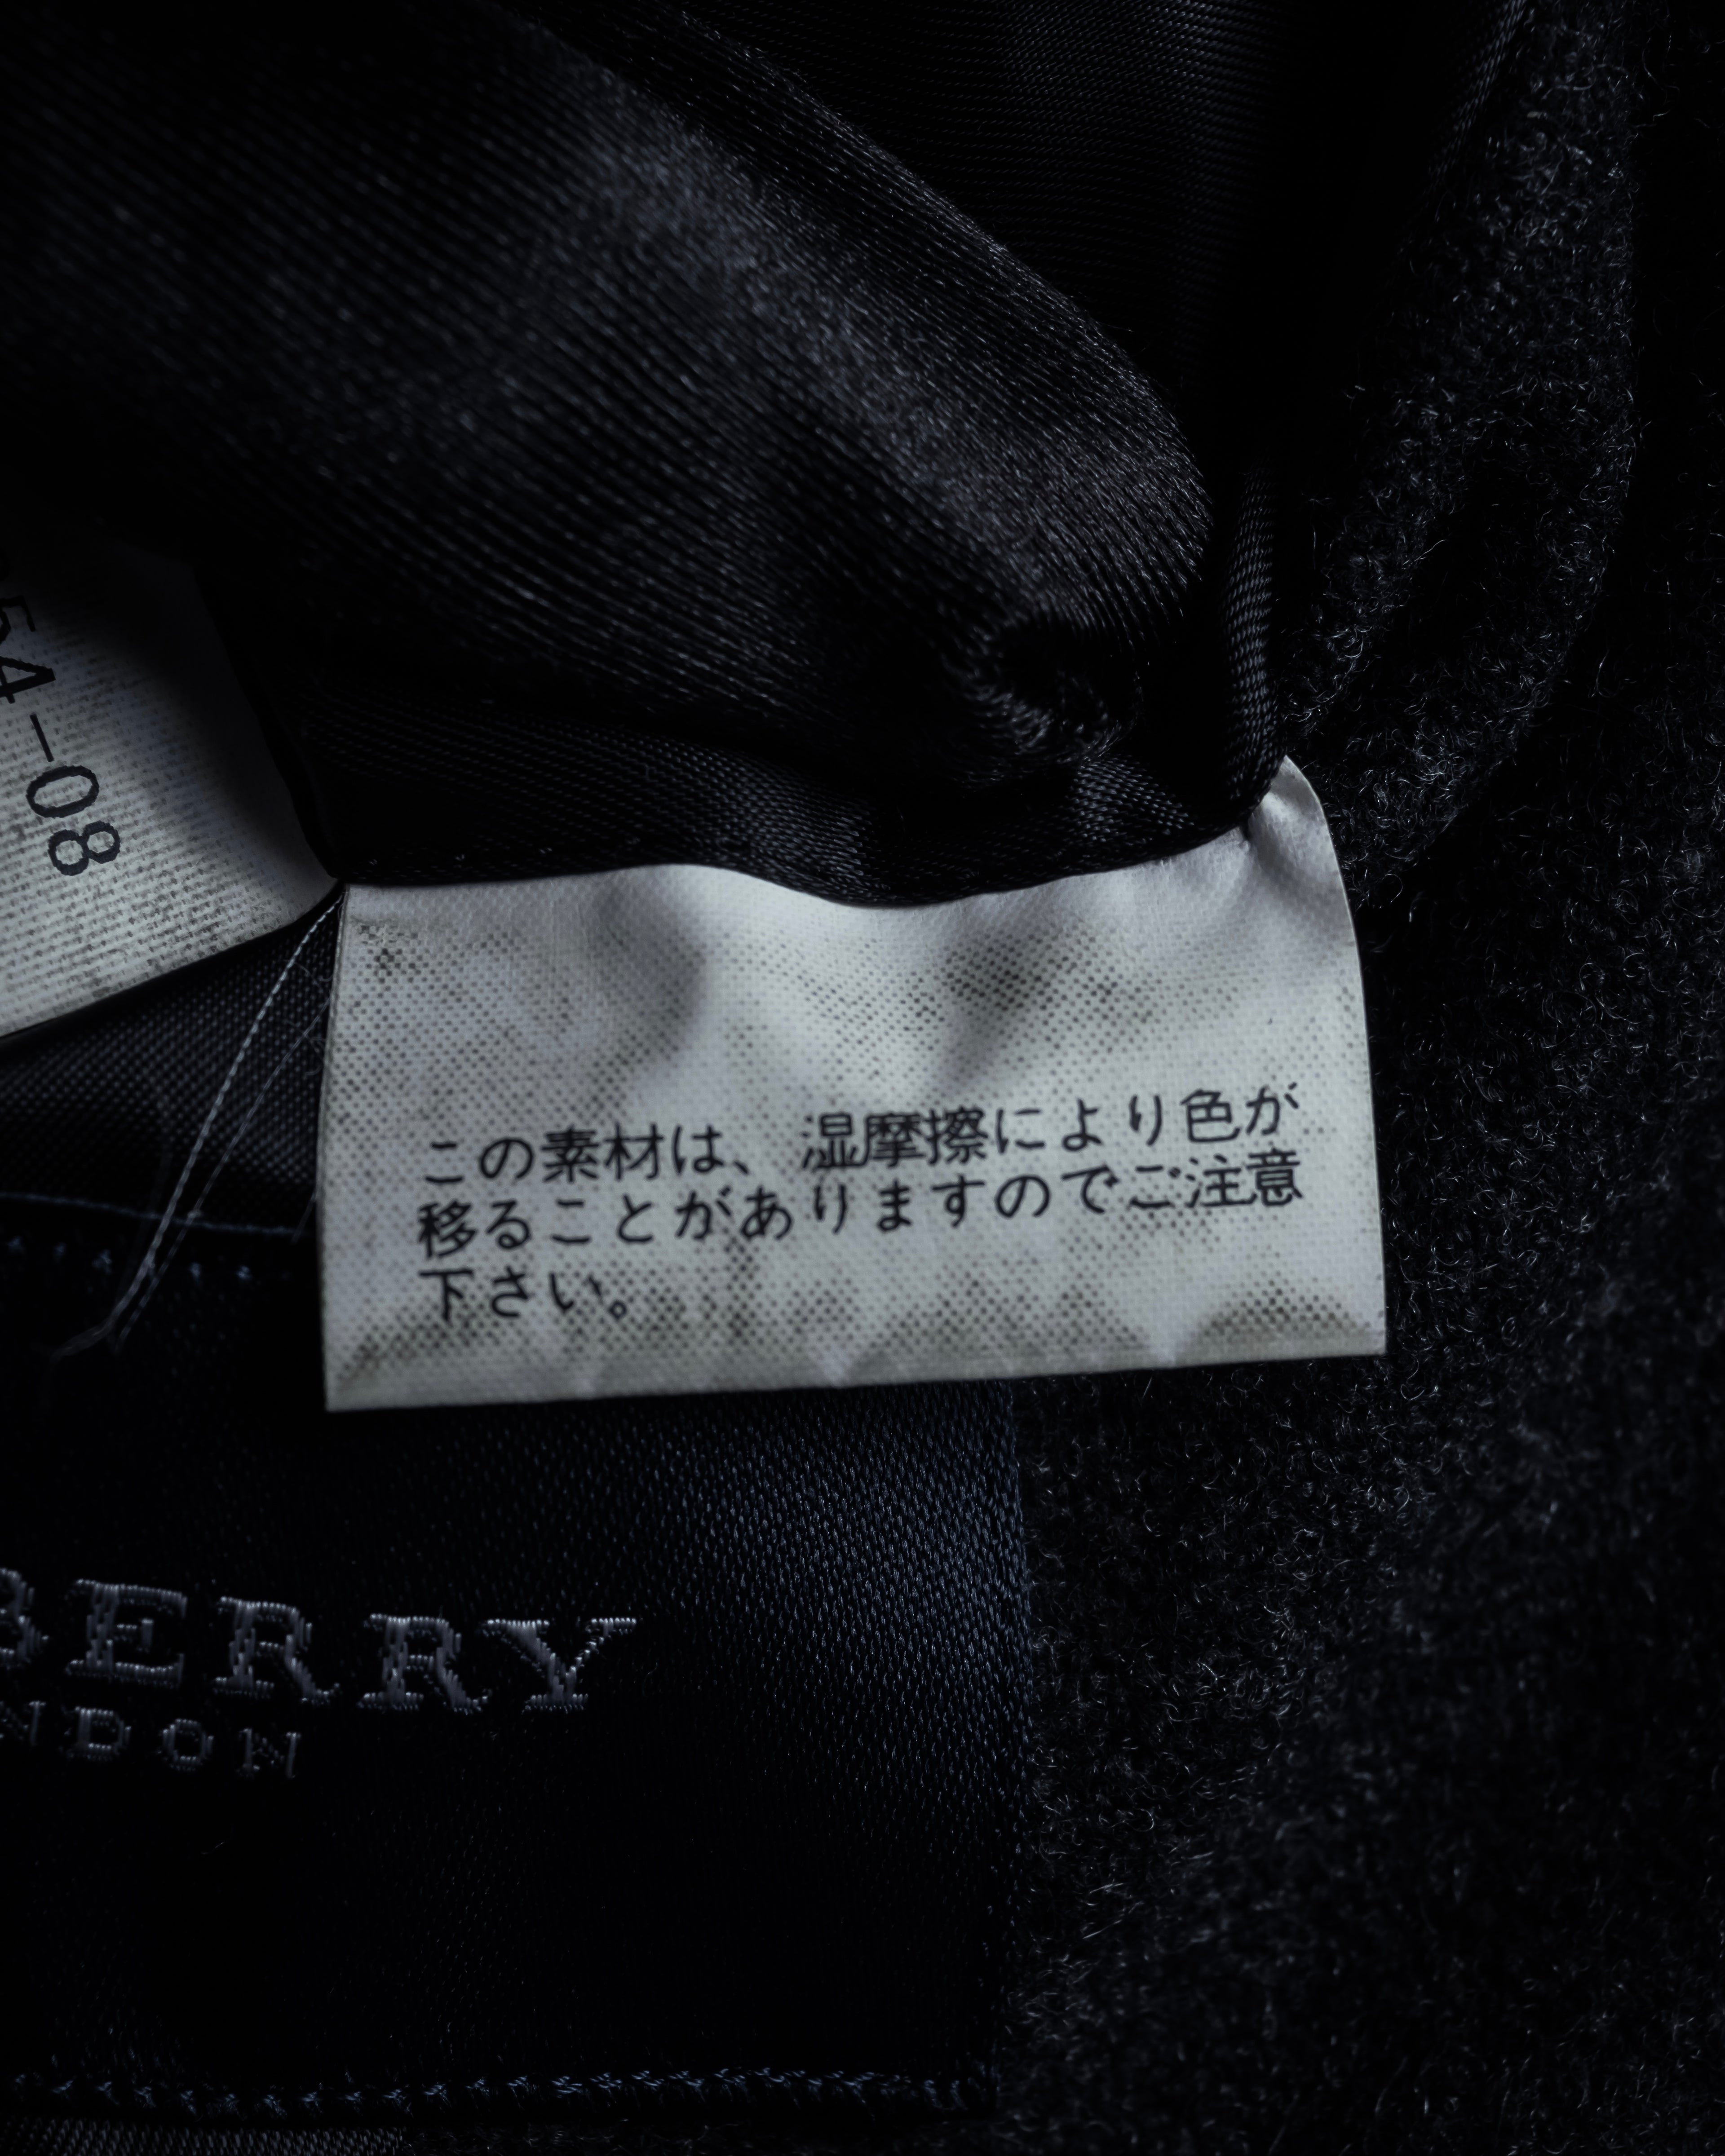 54-08
この素材は、湿摩擦により色が
移ることがありますのでご注意
下さい。
BERRY
NDON